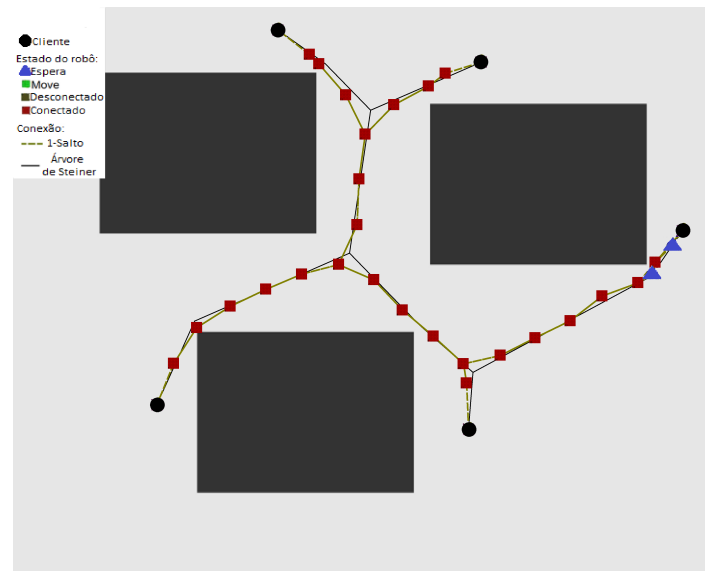 Cliente
Estado do robô:
Espera
Move
Desconectado
Conectado
Conexão:
1-Salto
Árvore
de Steiner